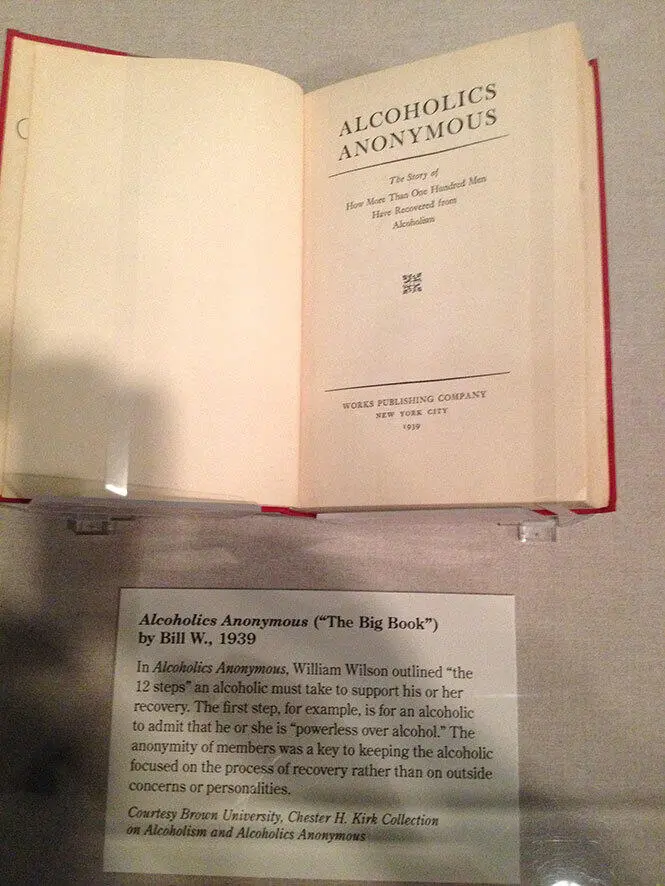 ALCOHOLICS
ANONYMOUS
The Story of
How More Than One Hundred Men
Have Recovered from
Alcoholism
WORKS PUBLISHING COMPANY
NEW YORK CITY
1939
Alcoholics Anonymous (“The Big Book”)
by Bill W., 1939
In Alcoholics Anonymous, William Wilson outlined “the
12 steps” an alcoholic must take to support his or her
recovery. The first step, for example, is for an alcoholic
to admit that he or she is “powerless over alcohol.” The
anonymity of members was a key to keeping the alcoholic
focused on the process of recovery rather than on outside
concerns or personalities.
Courtesy Brown University, Chester H. Kirk Collection
on Alcoholism and Alcoholics Anonymous